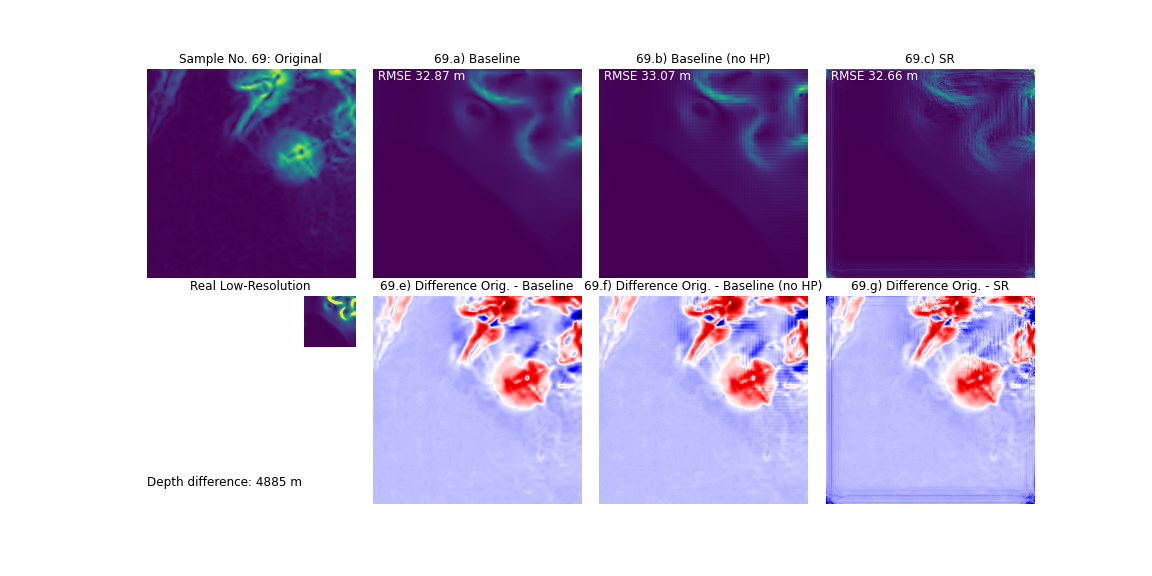 Sample No. 69: Original
69.a) Baseline
69.b) Baseline (no HP)
69.c) SR
RMSE 32.87 m
RMSE 33.07 m
RMSE 32.66 m
Real Low-Resolution
69.e) Difference Orig. - Baseline
69.f) Difference Orig. - Baseline (no HP)
69.g) Difference Orig. - SR
Depth difference: 4885 m